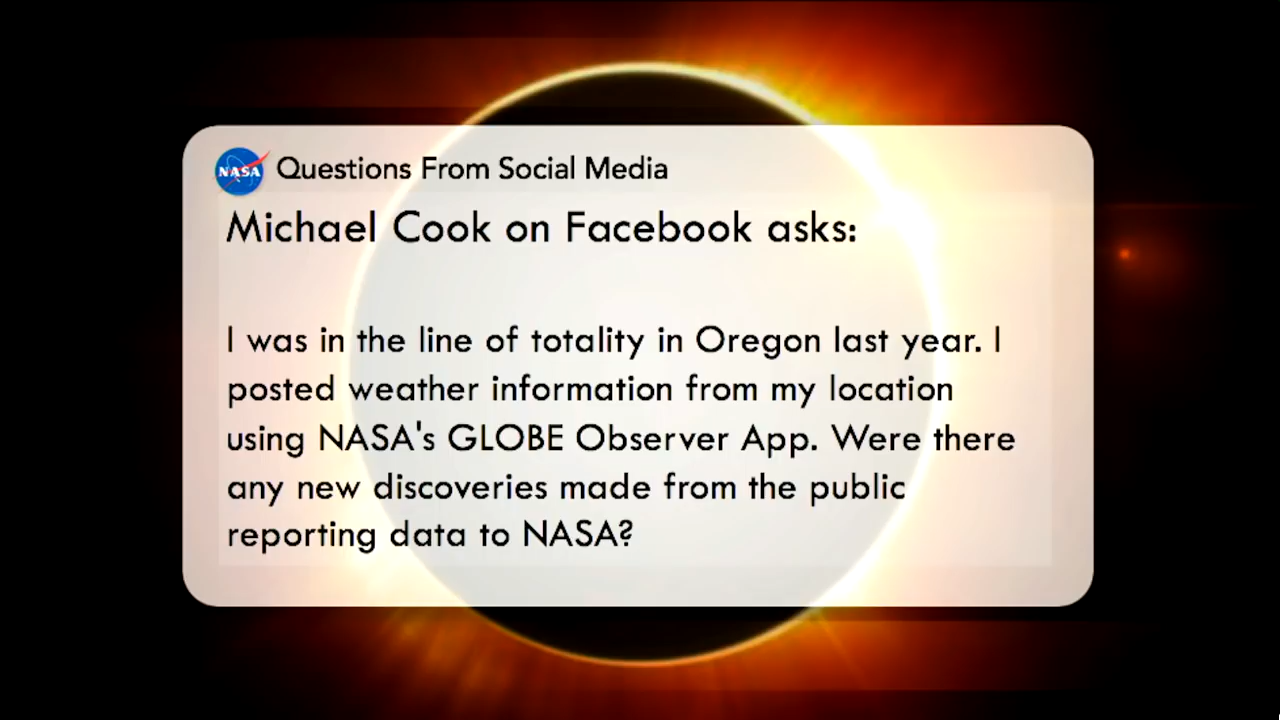 NASA
Questions From Social Media
Michael Cook on Facebook asks:
I was in the line of totality in Oregon last year. I
posted weather information from my location
using NASA's GLOBE Observer App. Were there
any new discoveries made from the public
reporting data to NASA?